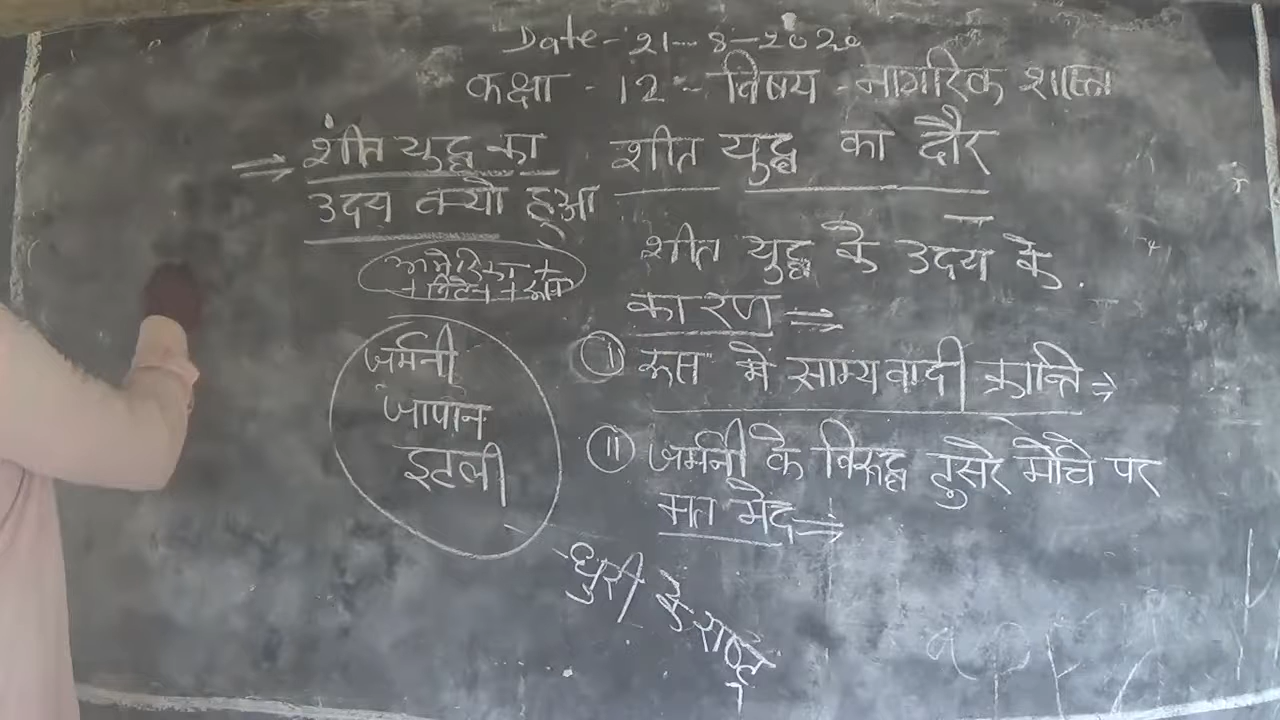 Date-21-8-2020
कक्षा - 12 - विषय - नागरिक शास्त्र
शीत युद्ध का दौर
⇒ शीत युद्ध का
उदय क्यो हुआ
अमेरिका +
+ ब्रिटेन + रूस
जर्मनी
जापान
इटली
शीत युद्ध के उदय के
कारण ⇒
(i) रूस मे साम्यवादी क्रान्ति →
(ii) जर्मनी के विरुद्ध दुसरे मोर्चे पर
मत भेद ⇒
धुरी के राष्ट्र